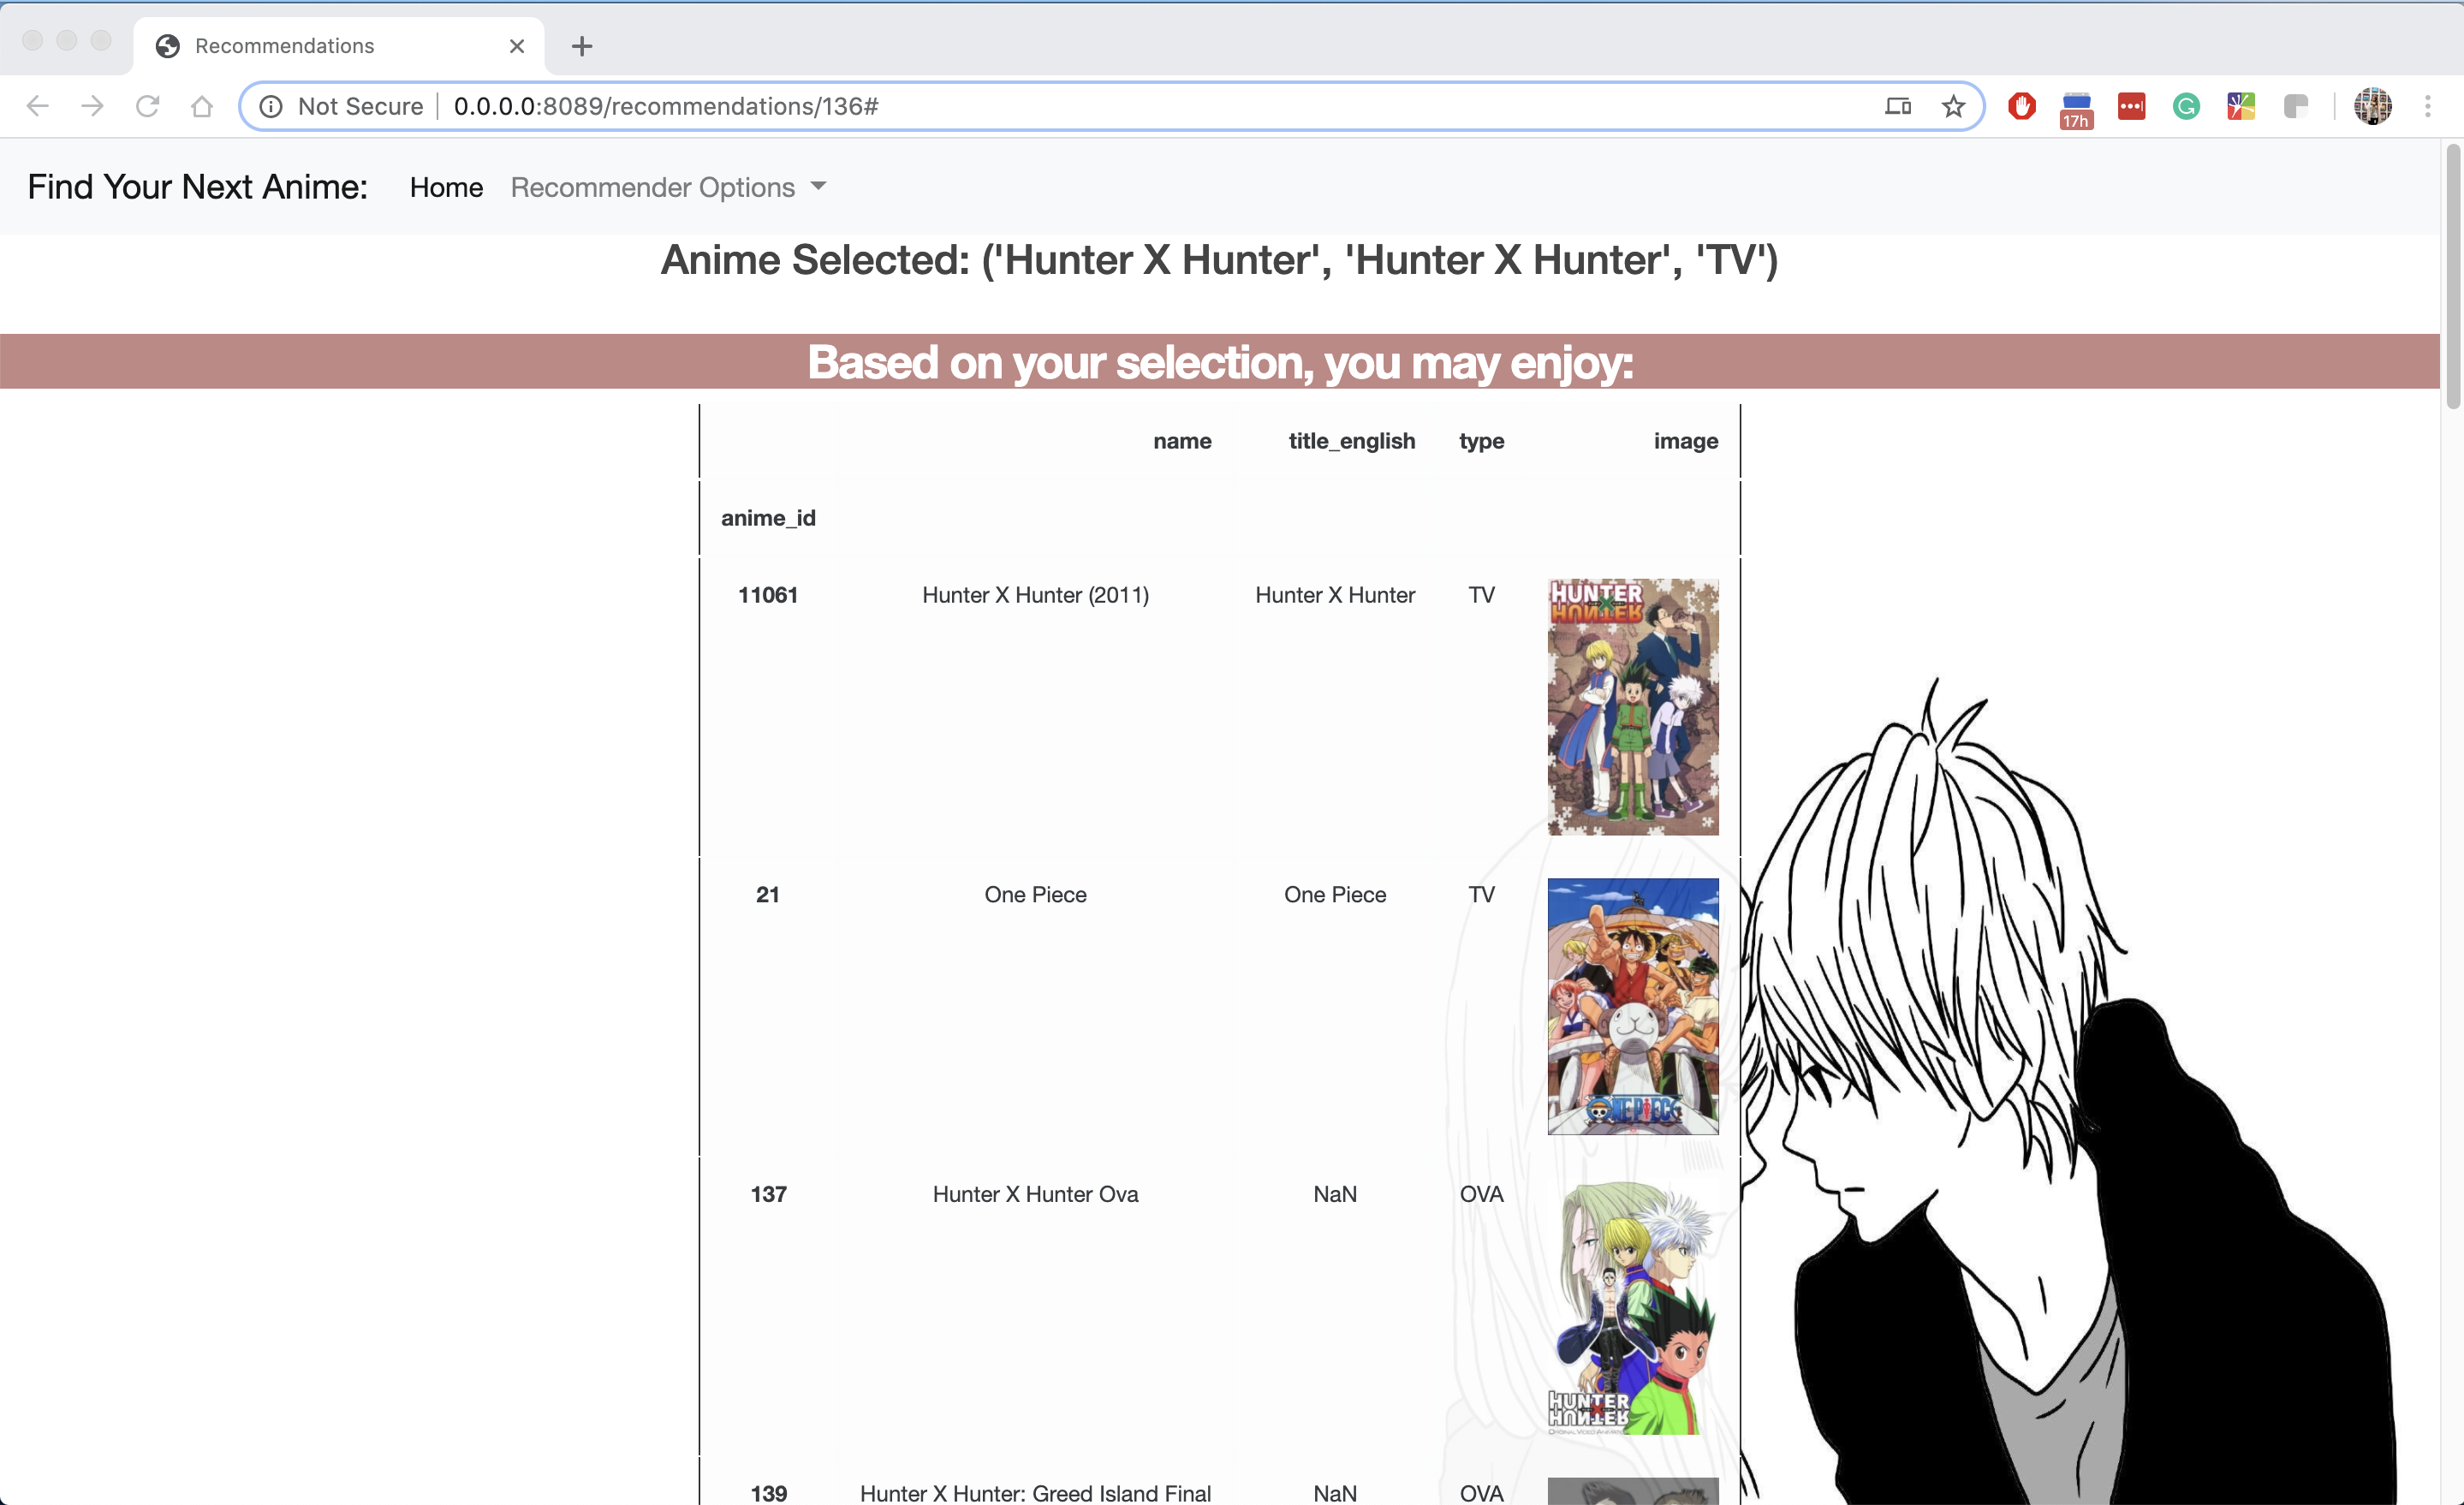 Recommendations
Not Secure 0.0.0.0:8089/recommendations/136#
17h
Find Your Next Anime: Home Recommender Options
Anime Selected: ('Hunter X Hunter', 'Hunter X Hunter', 'TV')
Based on your selection, you may enjoy:
name title_english type image
anime_id
11061 Hunter X Hunter (2011) Hunter X Hunter TV
HUNTER
X
HUNTER
21 One Piece One Piece TV
ONE PIECE
137 Hunter X Hunter Ova NaN OVA
HUNTER
X
HUNTER
139 Hunter X Hunter: Greed Island Final NaN OVA